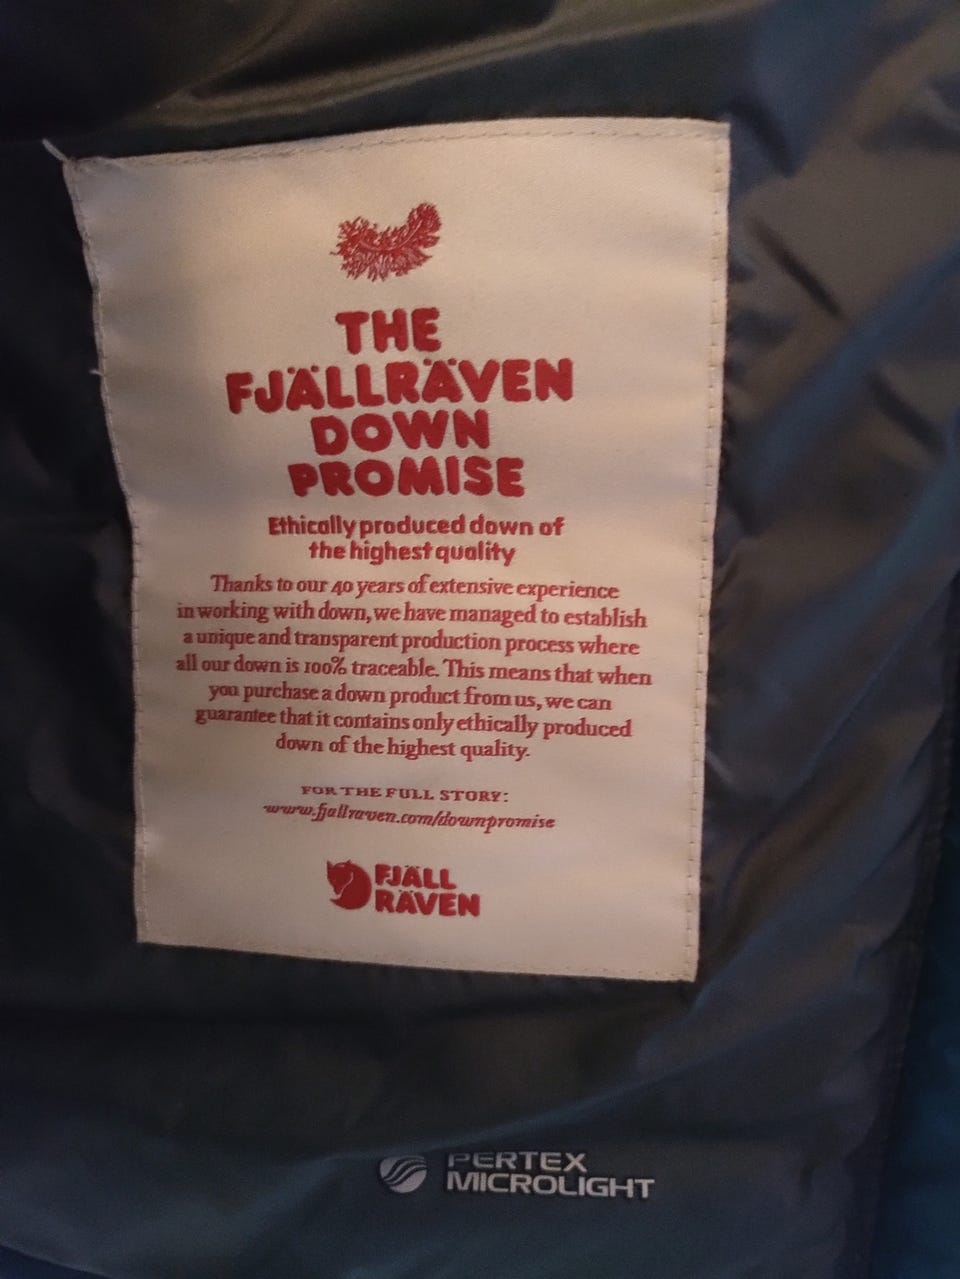 THE
FJÄLLRÄVEN
DOWN
PROMISE
Ethically produced down of
the highest quality
Thanks to our 40 years of extensive experience
in working with down, we have managed to establish
a unique and transparent production process where
all our down is 100% traceable. This means that when
you purchase a down product from us, we can
guarantee that it contains only ethically produced
down of the highest quality.
FOR THE FULL STORY:
www.fjallraven.com/downpromise
FJÄLL
RÄVEN
PERTEX
MICROLIGHT